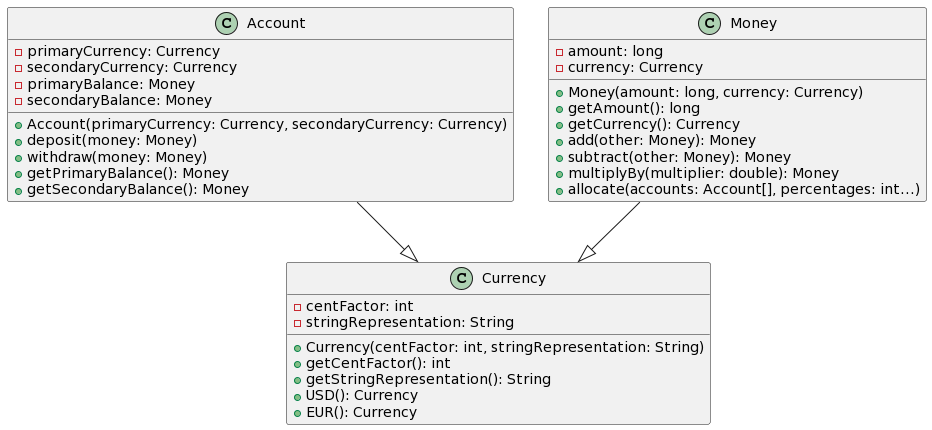 C Account
primaryCurrency: Currency
secondaryCurrency: Currency
primaryBalance: Money
secondaryBalance: Money
Account(primaryCurrency: Currency, secondaryCurrency: Currency)
deposit(money: Money)
withdraw(money: Money)
getPrimaryBalance(): Money
getSecondaryBalance(): Money
C Money
amount: long
currency: Currency
Money(amount: long, currency: Currency)
getAmount(): long
getCurrency(): Currency
add(other: Money): Money
subtract(other: Money): Money
multiplyBy(multiplier: double): Money
allocate(accounts: Account[], percentages: int...)
C Currency
centFactor: int
stringRepresentation: String
Currency(centFactor: int, stringRepresentation: String)
getCentFactor(): int
getStringRepresentation(): String
USD(): Currency
EUR(): Currency